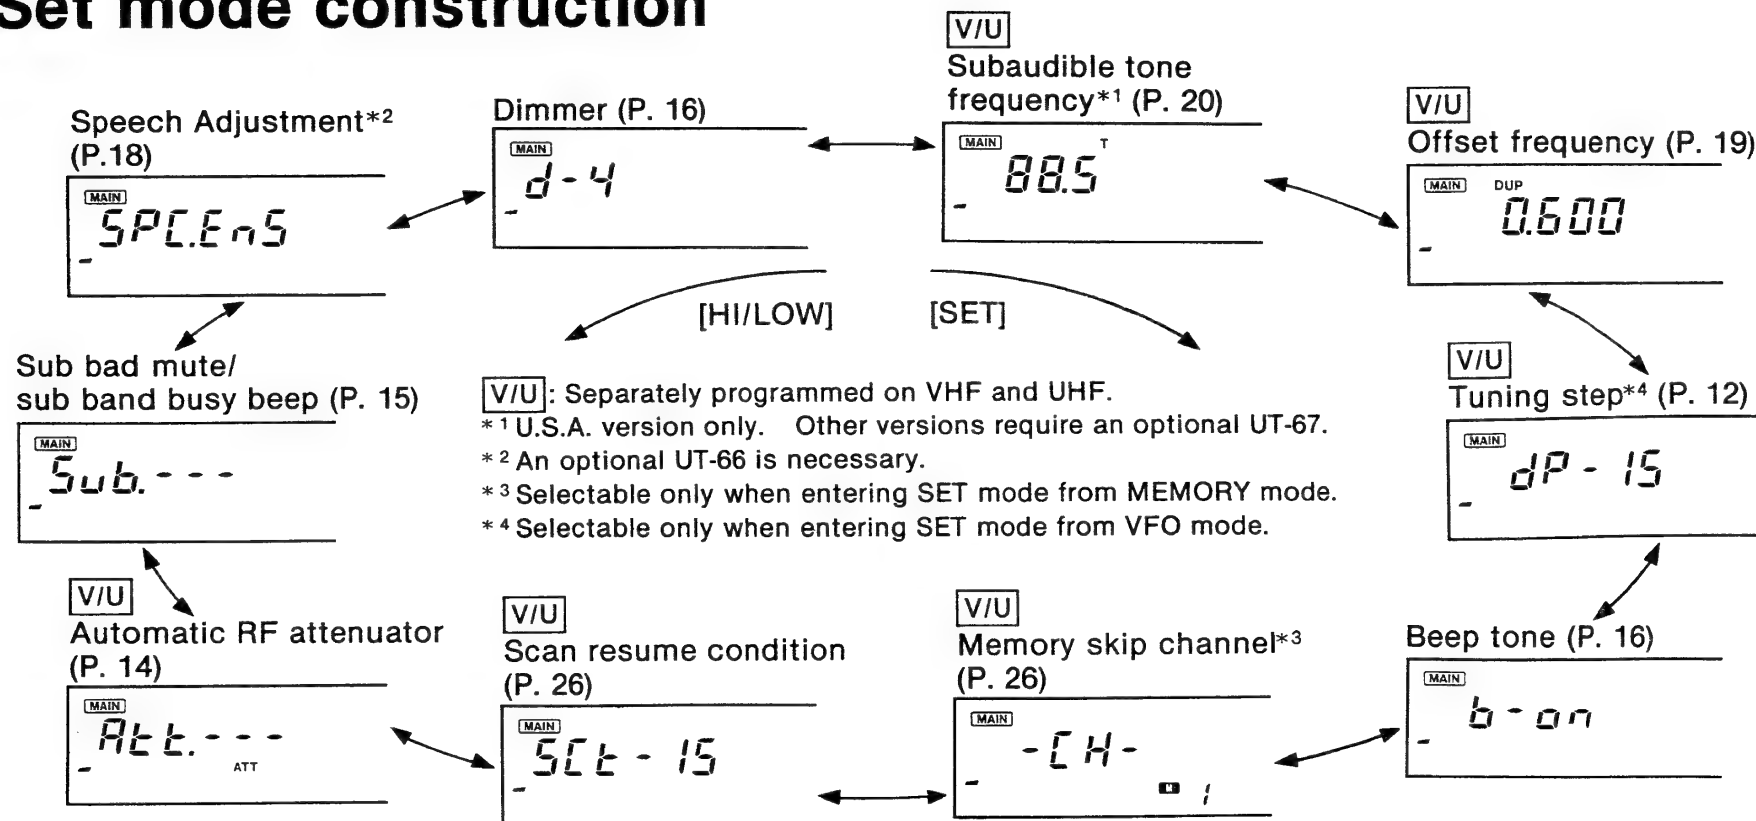 Set mode construction
V/U
Subaudible tone
frequency*1 (P. 20)
MAIN
T
88.5
-
V/U
Offset frequency (P. 19)
MAIN DUP
0.600
-
V/U
Tuning step*4 (P. 12)
MAIN
dP - 15
-
Beep tone (P. 16)
MAIN
b - on
-
V/U
Memory skip channel*3
(P. 26)
MAIN
- CH -
-
M 1
V/U
Scan resume condition
(P. 26)
MAIN
SCt - 15
-
V/U
Automatic RF attenuator
(P. 14)
MAIN
Att. - - -
-
ATT
Sub bad mute/
sub band busy beep (P. 15)
MAIN
Sub. - - -
-
Speech Adjustment*2
(P.18)
MAIN
SPC.EnS
-
Dimmer (P. 16)
MAIN
d - 4
-
[HI/LOW] [SET]
V/U: Separately programmed on VHF and UHF.
*1 U.S.A. version only. Other versions require an optional UT-67.
*2 An optional UT-66 is necessary.
*3 Selectable only when entering SET mode from MEMORY mode.
*4 Selectable only when entering SET mode from VFO mode.